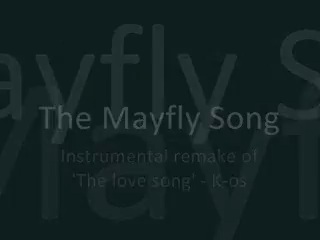 The Mayfly Song
Instrumental remake of
'The love song' - K-os